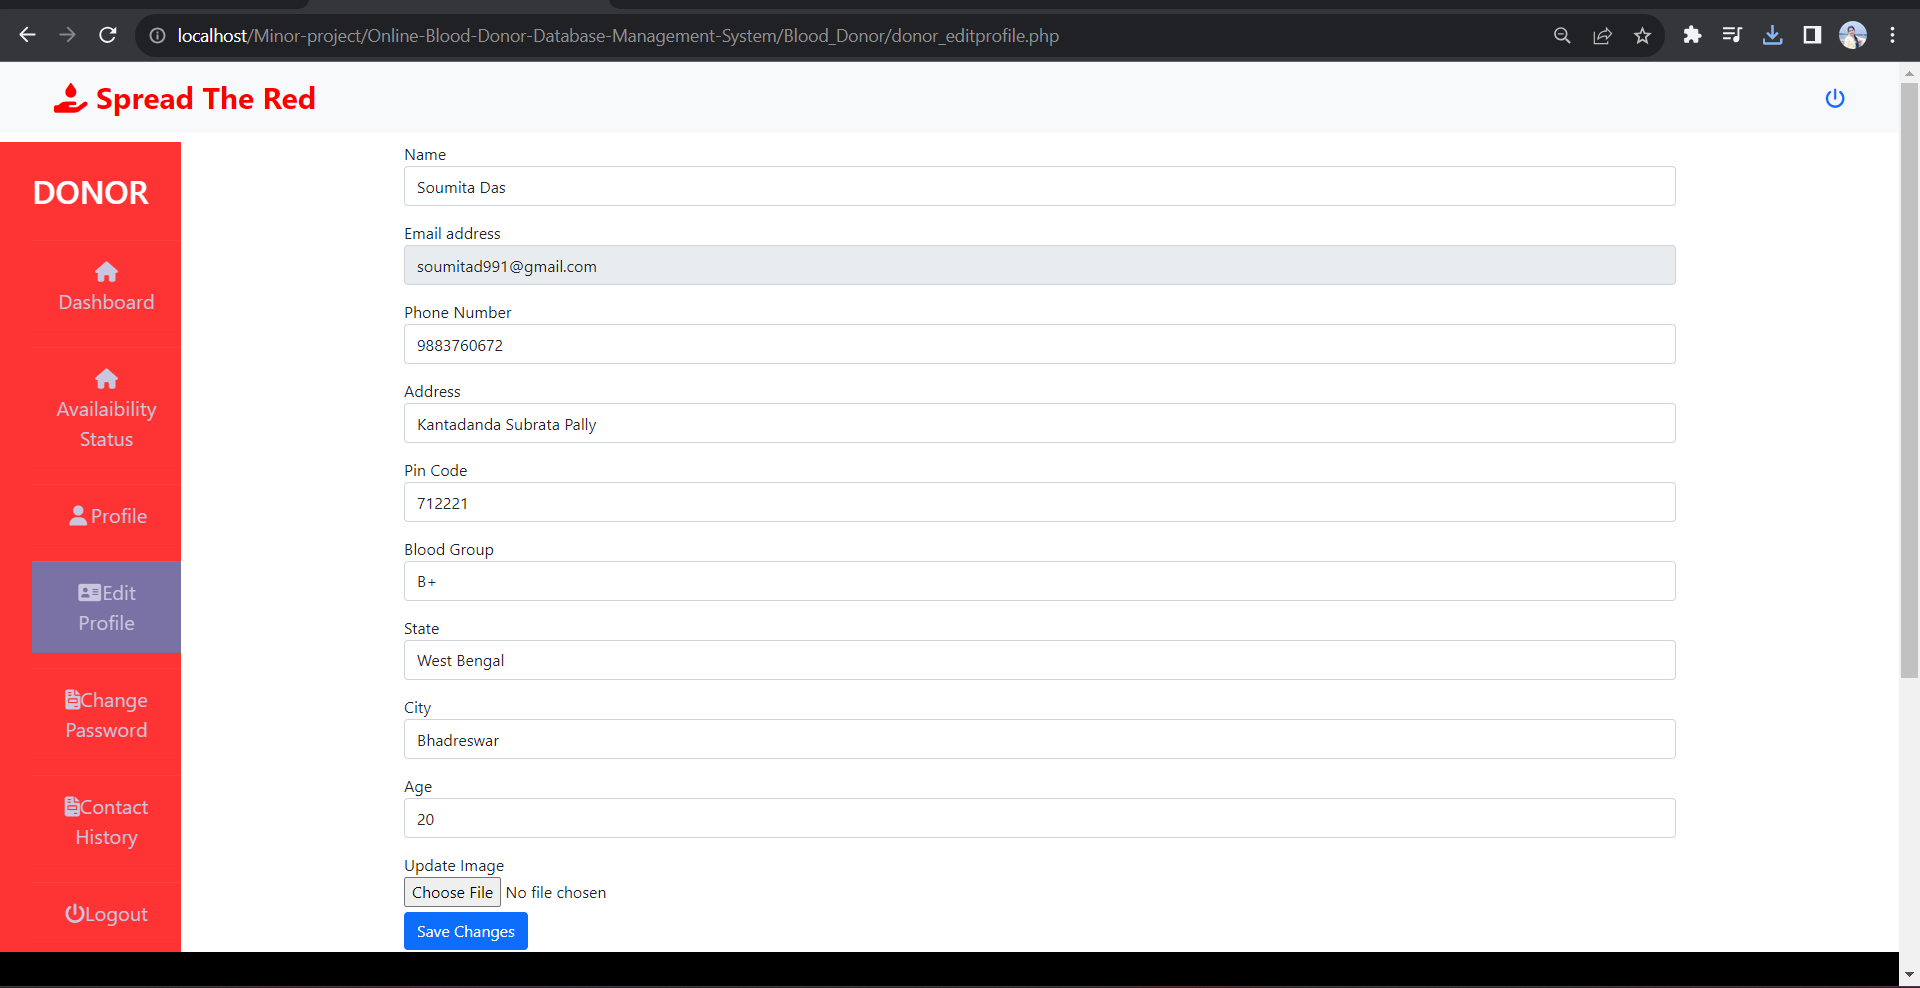 localhost/Minor-project/Online-Blood-Donor-Database-Management-System/Blood_Donor/donor_editprofile.php
Spread The Red
DONOR
Dashboard
Availaibility
Status
Profile
Edit
Profile
Change
Password
Contact
History
Logout
Name
Soumita Das
Email address
soumitad991@gmail.com
Phone Number
9883760672
Address
Kantadanda Subrata Pally
Pin Code
712221
Blood Group
B+
State
West Bengal
City
Bhadreswar
Age
20
Update Image
Choose File No file chosen
Save Changes